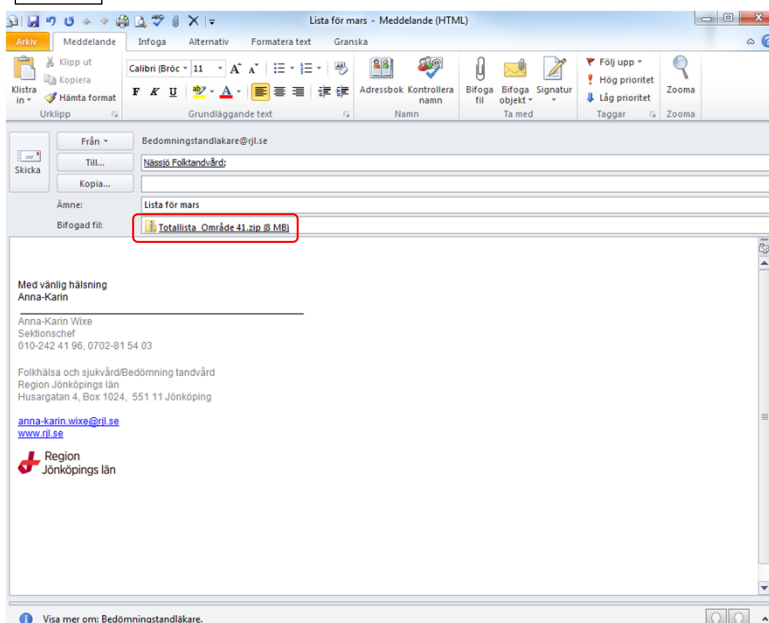 Lista för mars - Meddelande (HTML)
Arkiv Meddelande Infoga Alternativ Formatera text Granska
Klistra in
Klipp ut
Kopiera
Hämta format
Urklipp
Calibri (Bröc 11
F K U
Grundläggande text
Adressbok Kontrollera namn
Namn
Bifoga fil Bifoga objekt Signatur
Ta med
Följ upp
Hög prioritet
Låg prioritet
Taggar
Zooma
Zooma
Skicka
Från Bedomningstandlakare@rjl.se
Till... Nässjö Folktandvård;
Kopia...
Ämne: Lista för mars
Bifogad fil: Totallista_Område 41.zip (8 MB)
Med vänlig hälsning
Anna-Karin
Anna-Karin Wixe
Sektionschef
010-242 41 96, 0702-81 54 03
Folkhälsa och sjukvård/Bedömning tandvård
Region Jönköpings län
Husargatan 4, Box 1024, 551 11 Jönköping
anna-karin.wixe@rjl.se
www.rjl.se
Region
Jönköpings län
Visa mer om: Bedömningstandläkare.